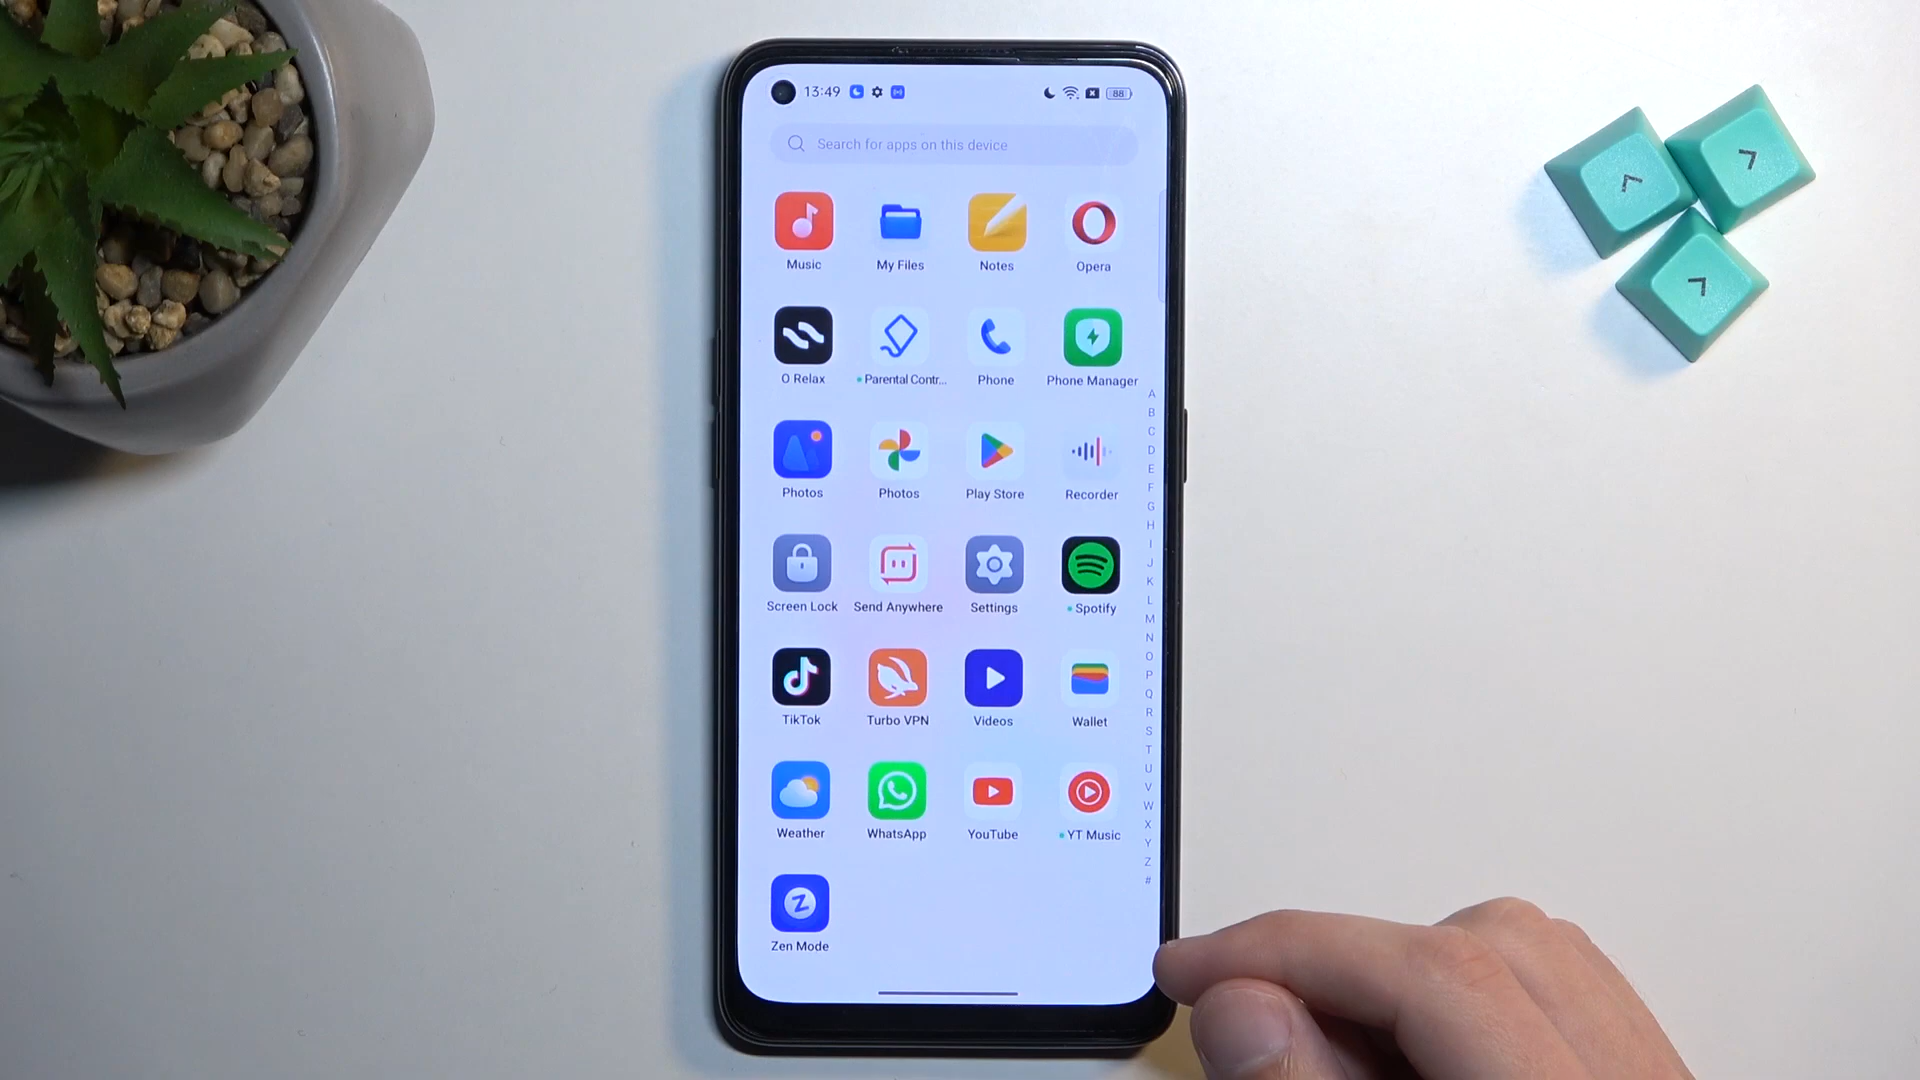 13:49
88
Search for apps on this device
Music My Files Notes Opera
O Relax Parental Contr... Phone Phone Manager
Photos Photos Play Store Recorder
Screen Lock Send Anywhere Settings Spotify
TikTok Turbo VPN Videos Wallet
Weather WhatsApp YouTube YT Music
Z
Zen Mode
A
B
C
D
E
F
G
H
I
J
K
L
M
N
O
P
Q
R
S
T
U
V
W
X
Y
Z
#